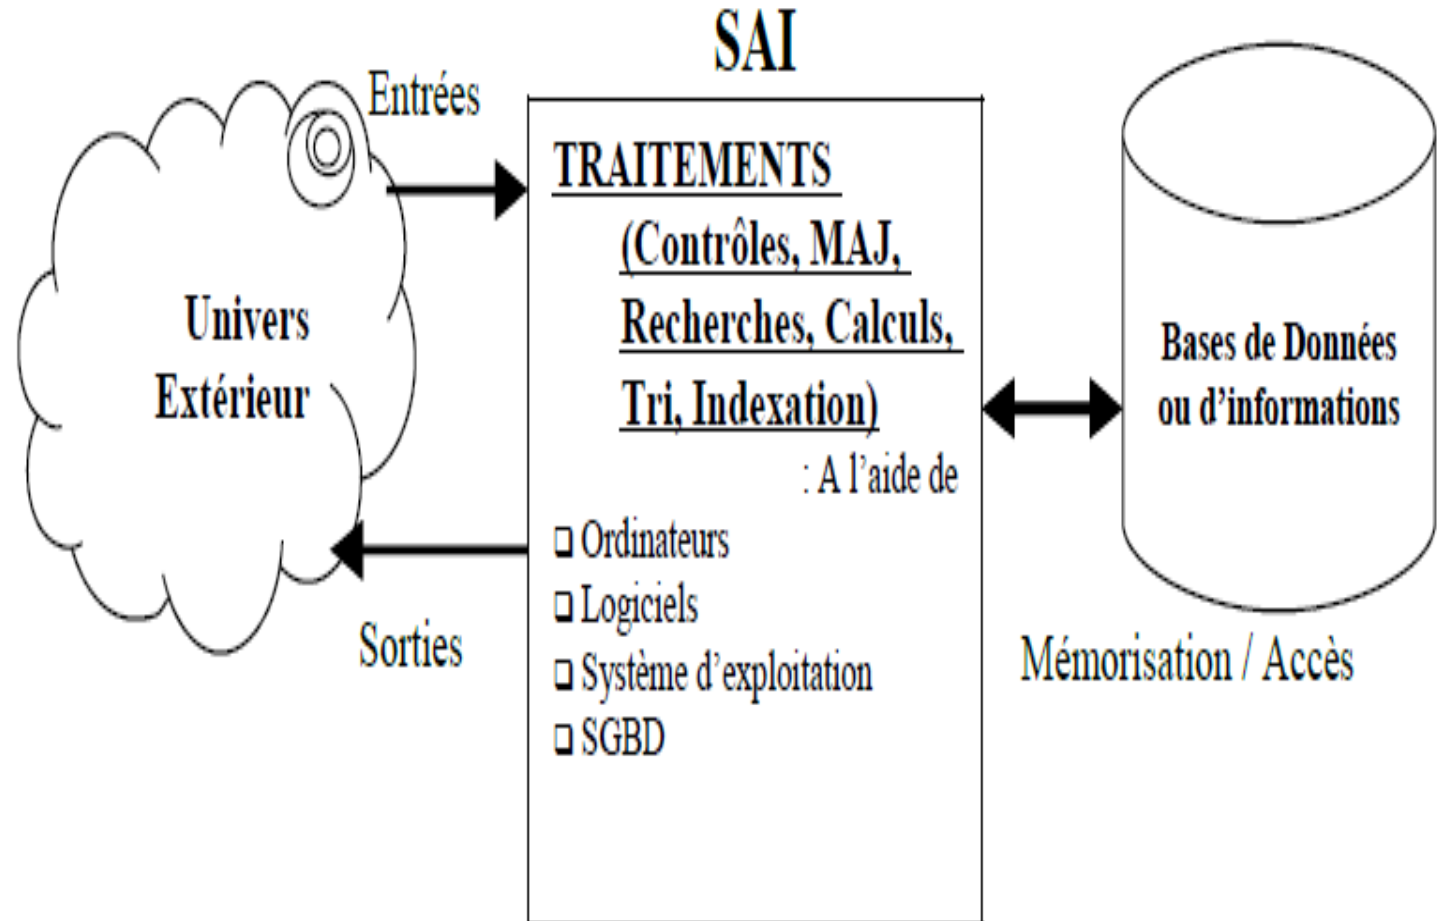 SAI
Entrées
Univers
Extérieur
Sorties
TRAITEMENTS
(Contrôles, MAJ,
Recherches, Calculs,
Tri, Indexation)
: A l’aide de
❑ Ordinateurs
❑ Logiciels
❑ Système d’exploitation
❑ SGBD
Bases de Données
ou d’informations
Mémorisation / Accès